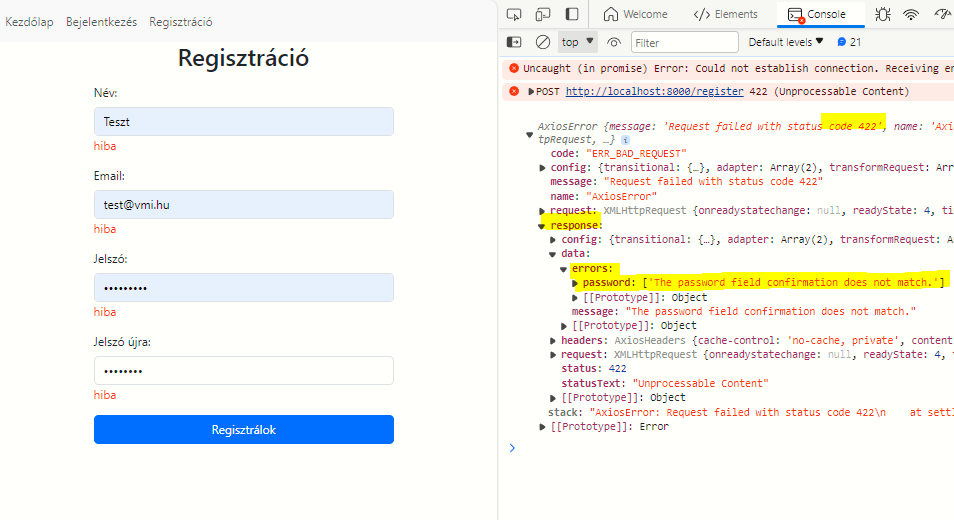 Kezdőlap Bejelentkezés Regisztráció
Regisztráció
Név:
Teszt
hiba
Email:
test@vmi.hu
hiba
Jelszó:
•••••••••
hiba
Jelszó újra:
••••••••
hiba
Regisztrálok
Welcome Elements Console
top Filter Default levels 21
Uncaught (in promise) Error: Could not establish connection. Receiving
POST http://localhost:8000/register 422 (Unprocessable Content)
AxiosError {message: 'Request failed with status code 422', name: 'Axi
tpRequest, …} i
code: "ERR_BAD_REQUEST"
config: {transitional: {…}, adapter: Array(2), transformRequest: Arr
message: "Request failed with status code 422"
name: "AxiosError"
request: XMLHttpRequest {onreadystatechange: null, readyState: 4, ti
response:
config: {transitional: {…}, adapter: Array(2), transformRequest: A
data:
errors:
password: ['The password field confirmation does not match.']
[[Prototype]]: Object
message: "The password field confirmation does not match."
[[Prototype]]: Object
headers: AxiosHeaders {cache-control: 'no-cache, private', content
request: XMLHttpRequest {onreadystatechange: null, readyState: 4,
status: 422
statusText: "Unprocessable Content"
[[Prototype]]: Object
stack: "AxiosError: Request failed with status code 422\n    at settl
[[Prototype]]: Error